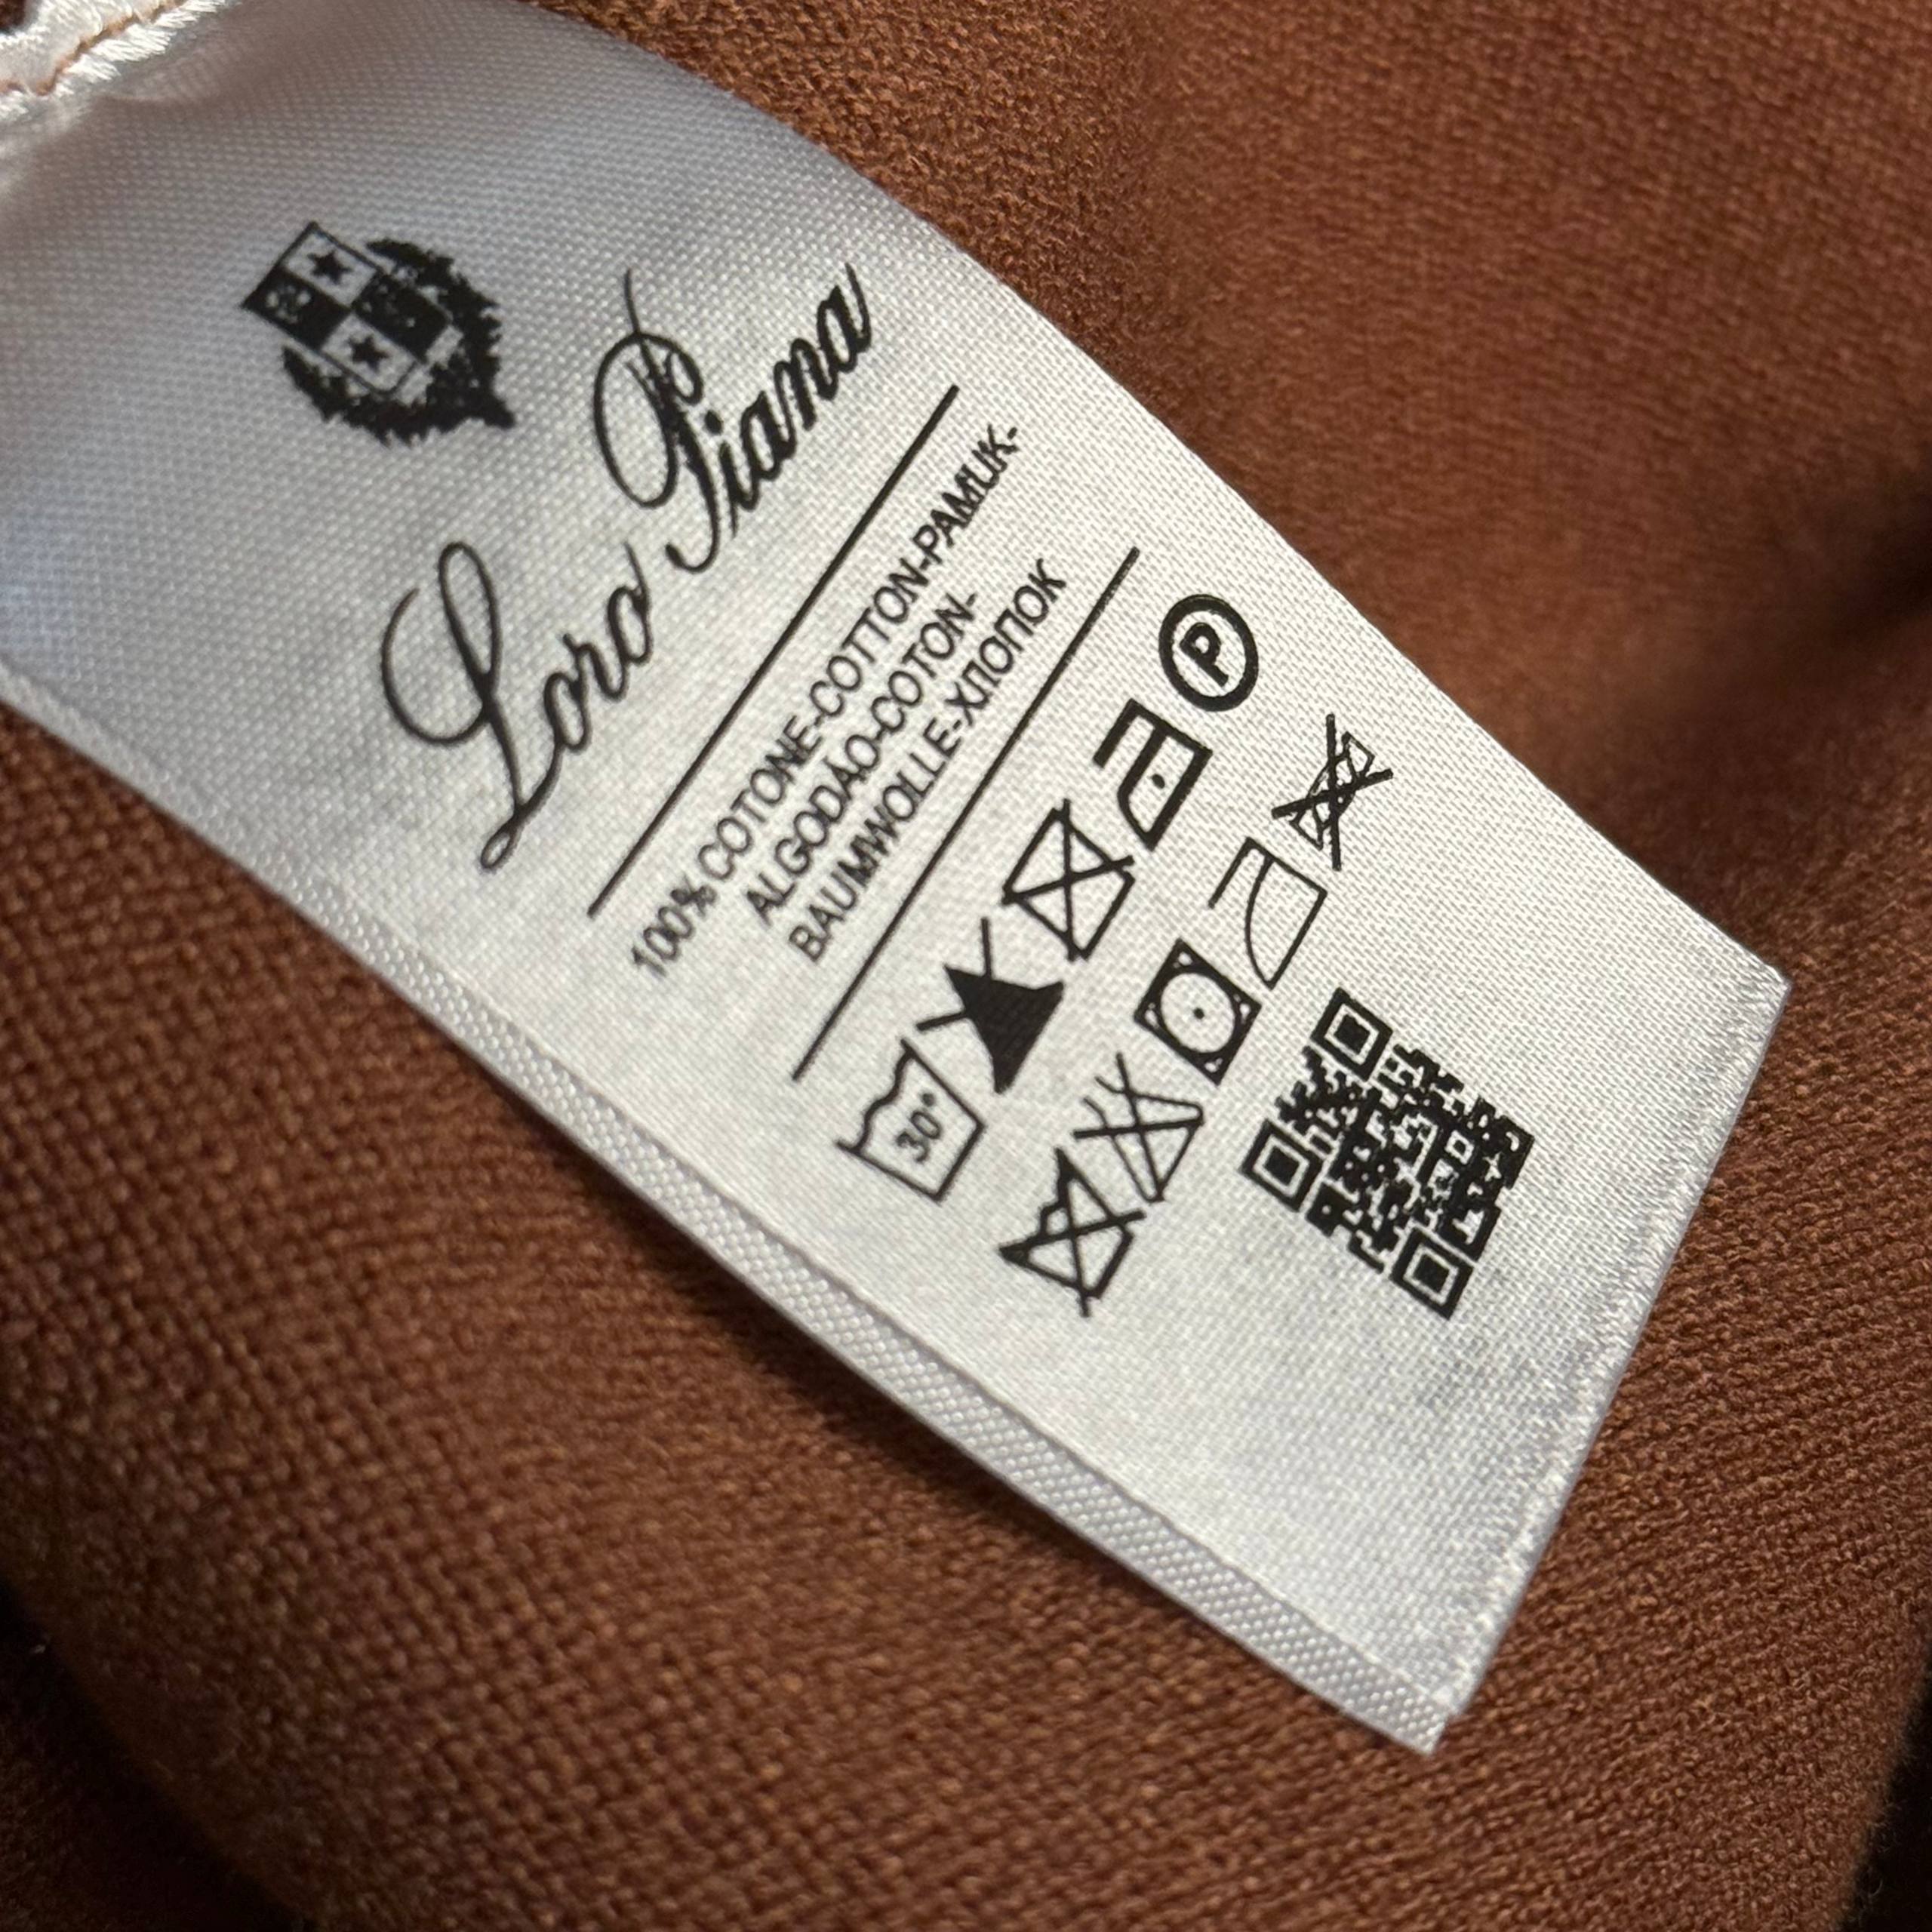 Loro Piana
100% COTONE-COTTON-PAMUK-
ALGODÃO-COTON-
BAUMWOLLE-ХЛОПОК
P
30°